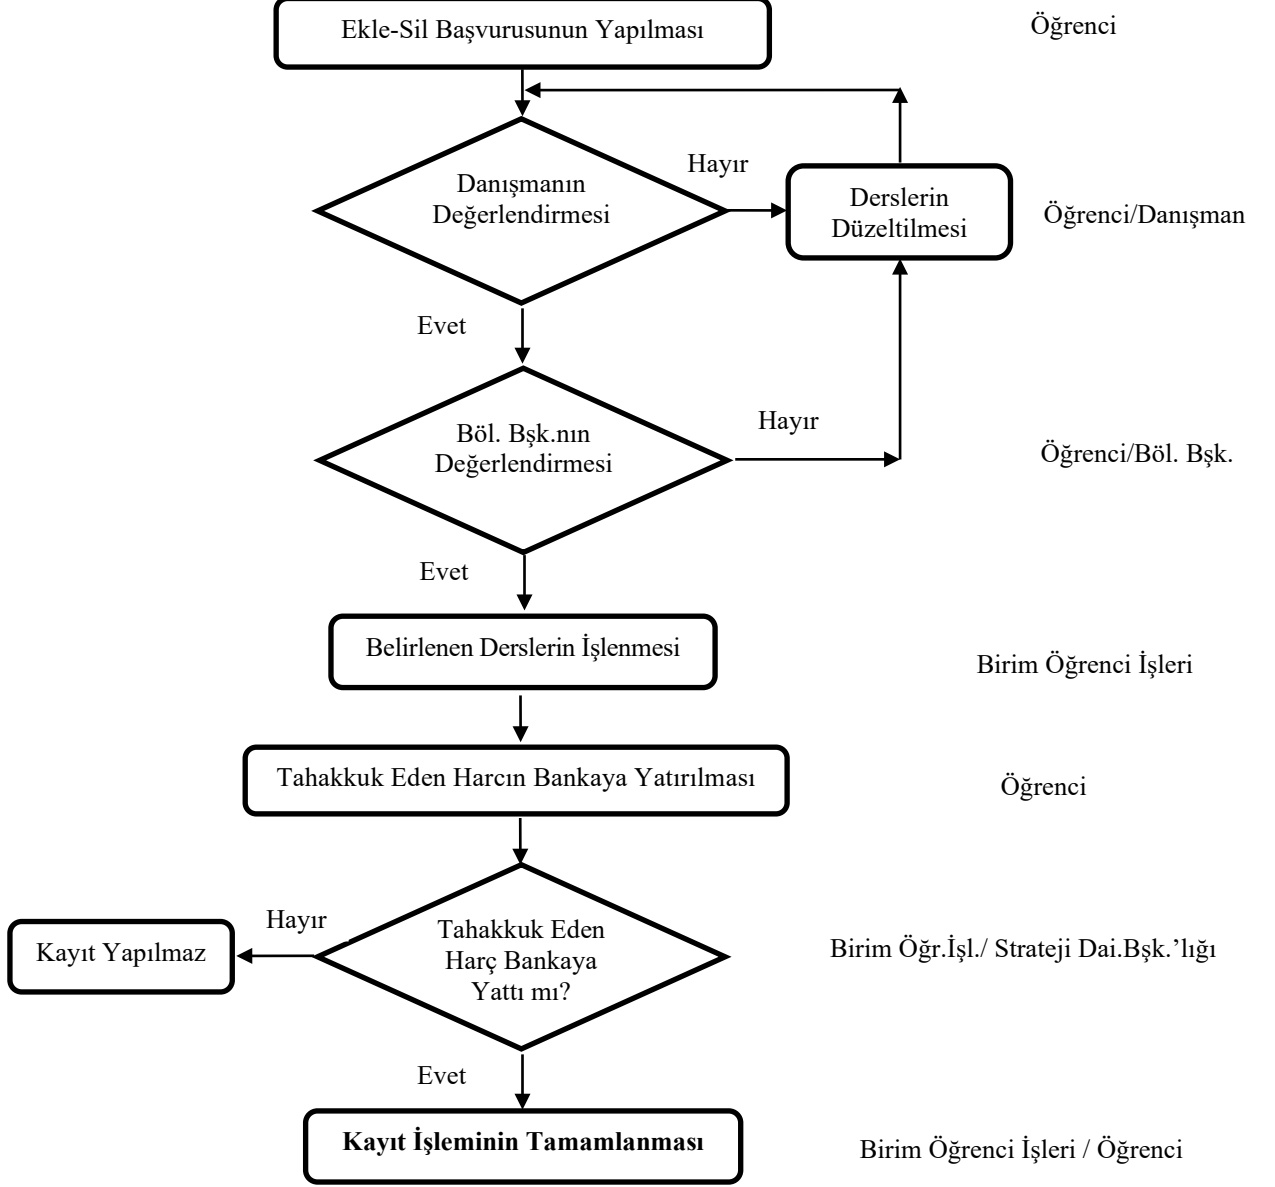 Ekle-Sil Başvurusunun Yapılması
Öğrenci
Hayır
Danışmanın
Değerlendirmesi
Derslerin
Düzeltilmesi
Öğrenci/Danışman
Evet
Hayır
Böl. Bşk.nın
Değerlendirmesi
Öğrenci/Böl. Bşk.
Evet
Belirlenen Derslerin İşlenmesi
Birim Öğrenci İşleri
Tahakkuk Eden Harcın Bankaya Yatırılması
Öğrenci
Hayır
Kayıt Yapılmaz
Tahakkuk Eden
Harç Bankaya
Yattı mı?
Birim Öğr.İşl./ Strateji Dai.Bşk.’lığı
Evet
Kayıt İşleminin Tamamlanması
Birim Öğrenci İşleri / Öğrenci